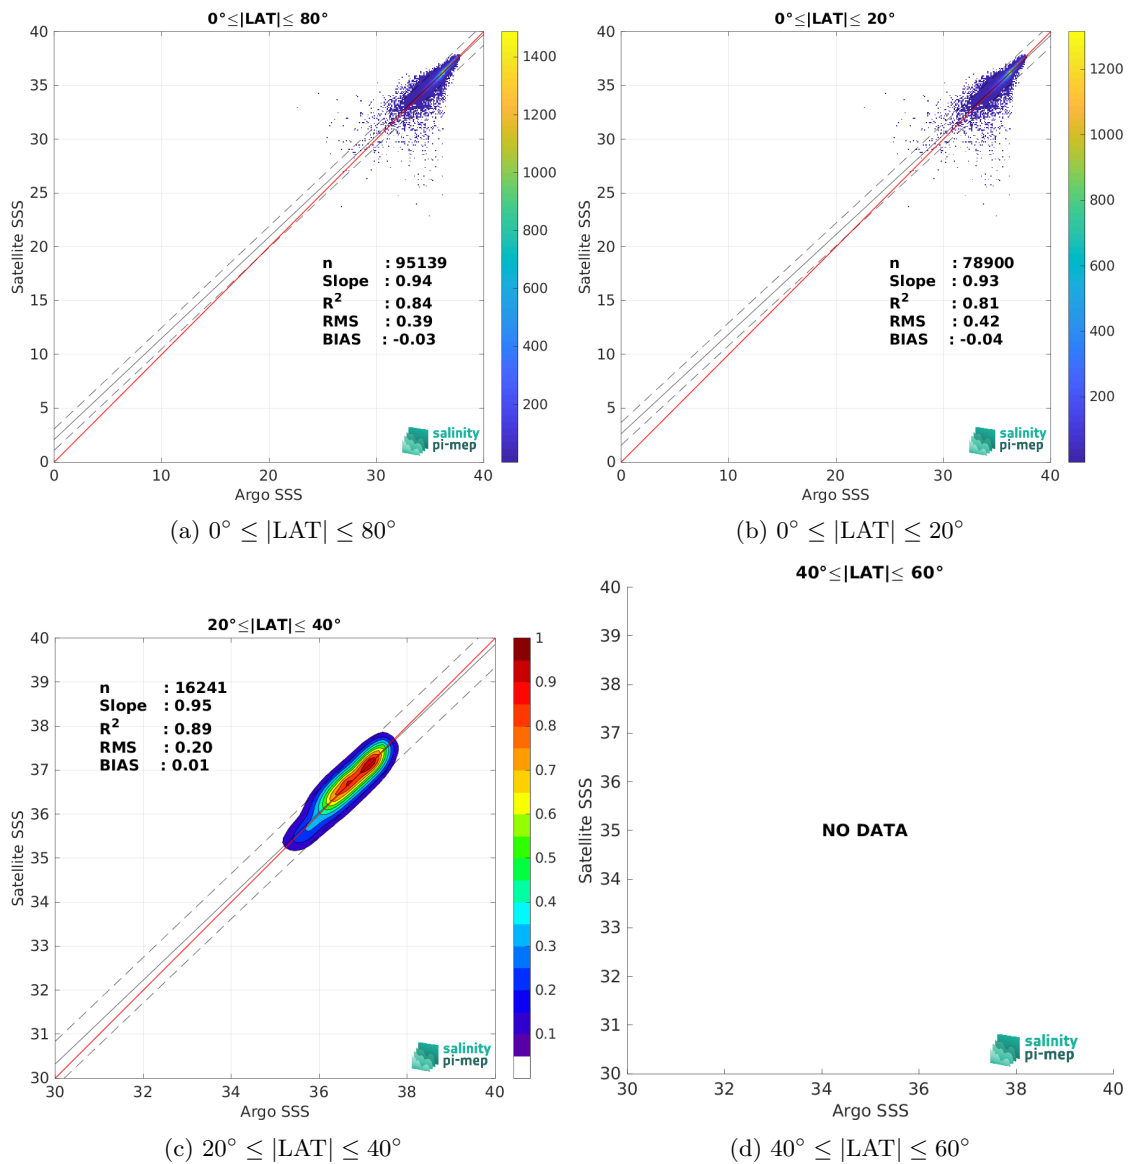 0°≤|LAT|≤ 80°
40
35
30
25
20
15
10
5
0
0
10
20
30
40
Satellite SSS
Argo SSS
n : 95139
Slope : 0.94
R² : 0.84
RMS : 0.39
BIAS : -0.03
salinity
pi-mep
1400
1200
1000
800
600
400
200
(a) 0° ≤ |LAT| ≤ 80°
0°≤|LAT|≤ 20°
40
35
30
25
20
15
10
5
0
0
10
20
30
40
Satellite SSS
Argo SSS
n : 78900
Slope : 0.93
R² : 0.81
RMS : 0.42
BIAS : -0.04
salinity
pi-mep
1200
1000
800
600
400
200
(b) 0° ≤ |LAT| ≤ 20°
20°≤|LAT|≤ 40°
40
39
38
37
36
35
34
33
32
31
30
30
32
34
36
38
40
Satellite SSS
Argo SSS
n : 16241
Slope : 0.95
R² : 0.89
RMS : 0.20
BIAS : 0.01
salinity
pi-mep
1
0.9
0.8
0.7
0.6
0.5
0.4
0.3
0.2
0.1
(c) 20° ≤ |LAT| ≤ 40°
40°≤|LAT|≤ 60°
40
39
38
37
36
35
34
33
32
31
30
30
32
34
36
38
40
Satellite SSS
Argo SSS
NO DATA
salinity
pi-mep
(d) 40° ≤ |LAT| ≤ 60°